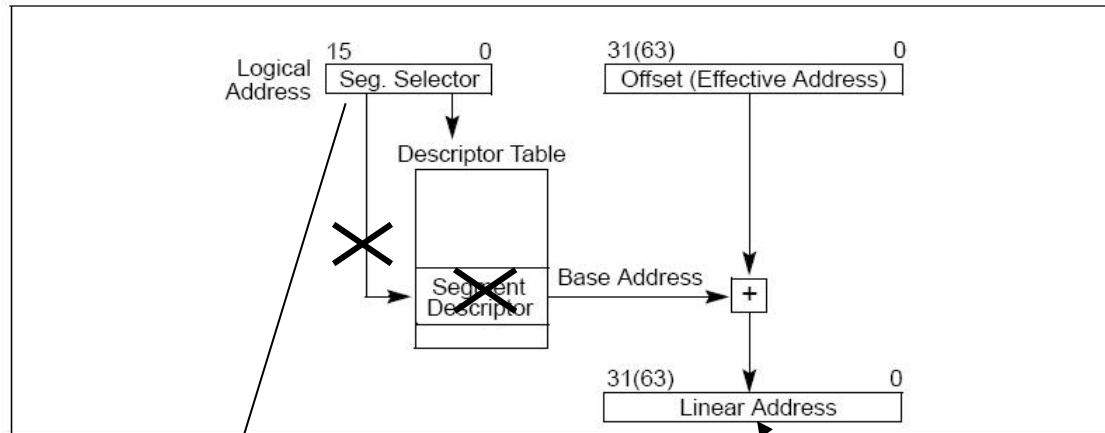 15 0
Logical Address
Seg. Selector
31(63) 0
Offset (Effective Address)
Descriptor Table
Segment
Descriptor
Base Address
+
31(63) 0
Linear Address